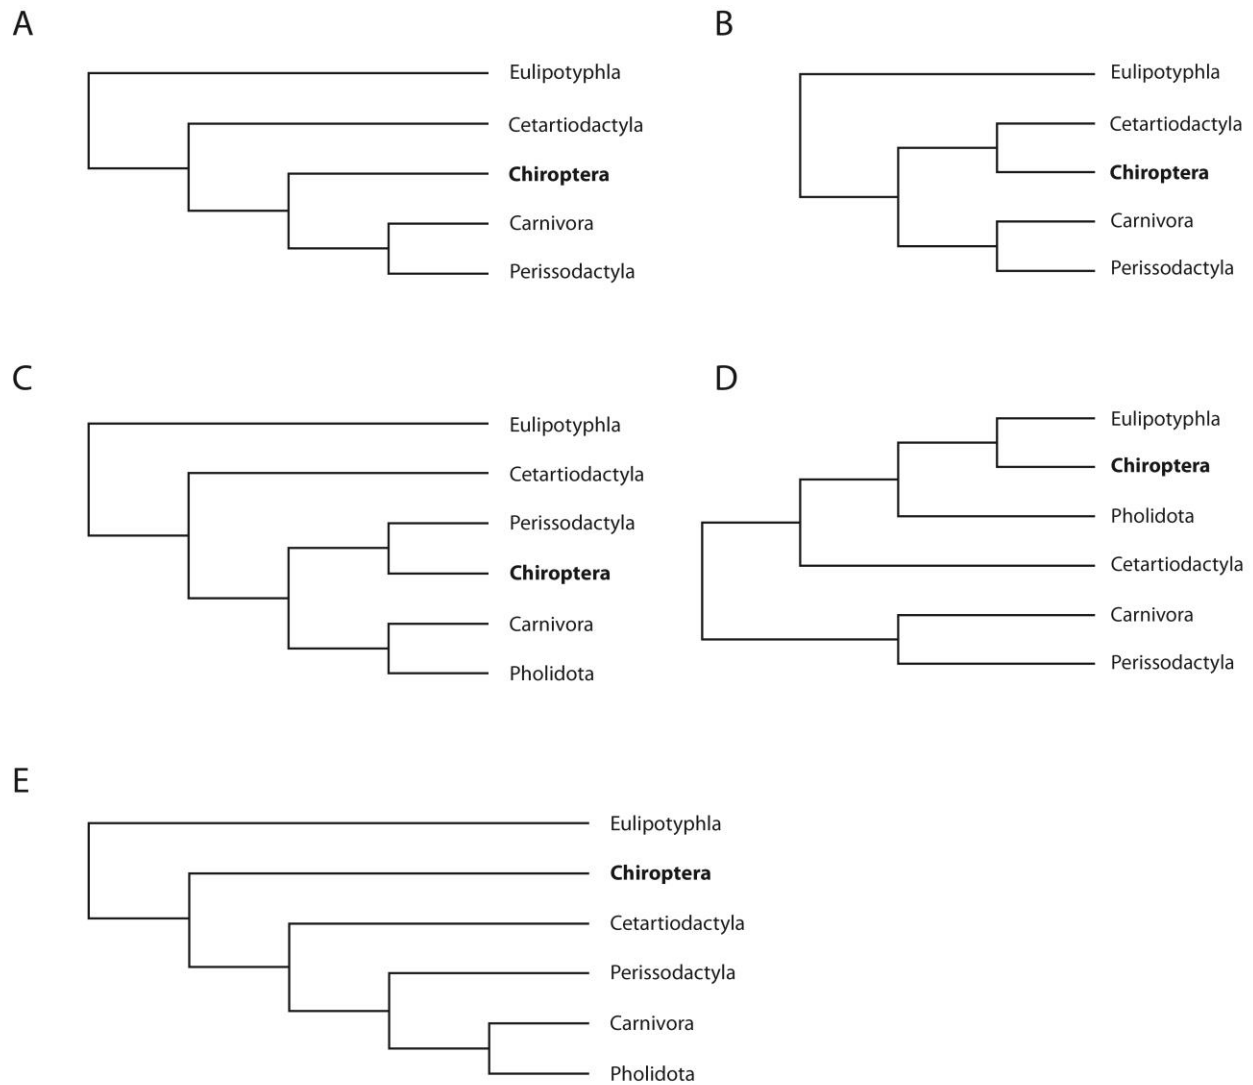 A
Eulipotyphla
Cetartiodactyla
Chiroptera
Carnivora
Perissodactyla
B
Eulipotyphla
Cetartiodactyla
Chiroptera
Carnivora
Perissodactyla
C
Eulipotyphla
Cetartiodactyla
Perissodactyla
Chiroptera
Carnivora
Pholidota
D
Eulipotyphla
Chiroptera
Pholidota
Cetartiodactyla
Carnivora
Perissodactyla
E
Eulipotyphla
Chiroptera
Cetartiodactyla
Perissodactyla
Carnivora
Pholidota